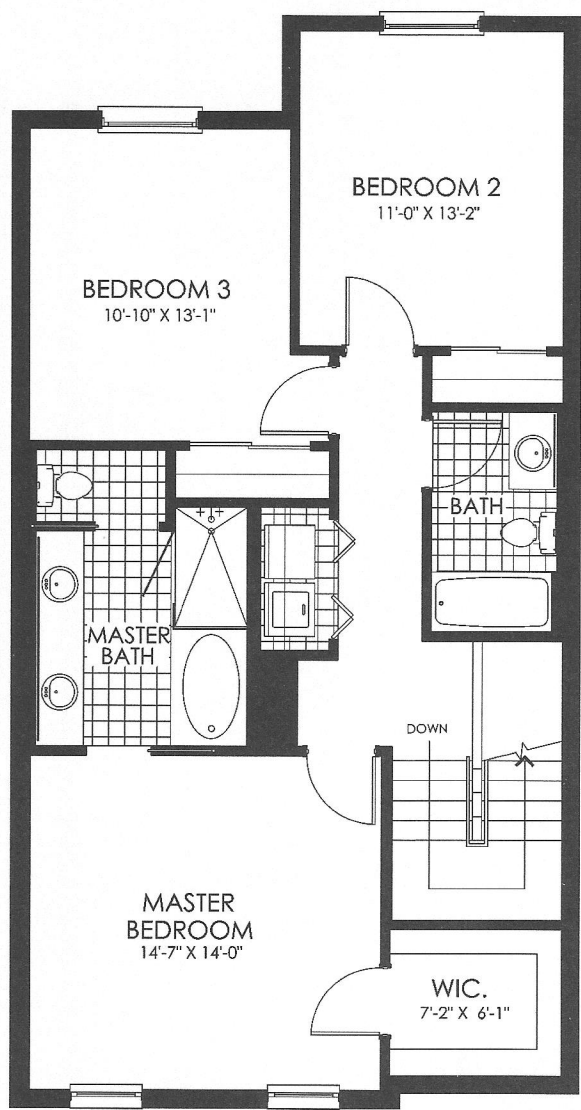 BEDROOM 2
11'-0" X 13'-2"
BEDROOM 3
10'-10" X 13'-1"
BATH
MASTER
BATH
DOWN
MASTER
BEDROOM
14'-7" X 14'-0"
WIC.
7'-2" X 6'-1"